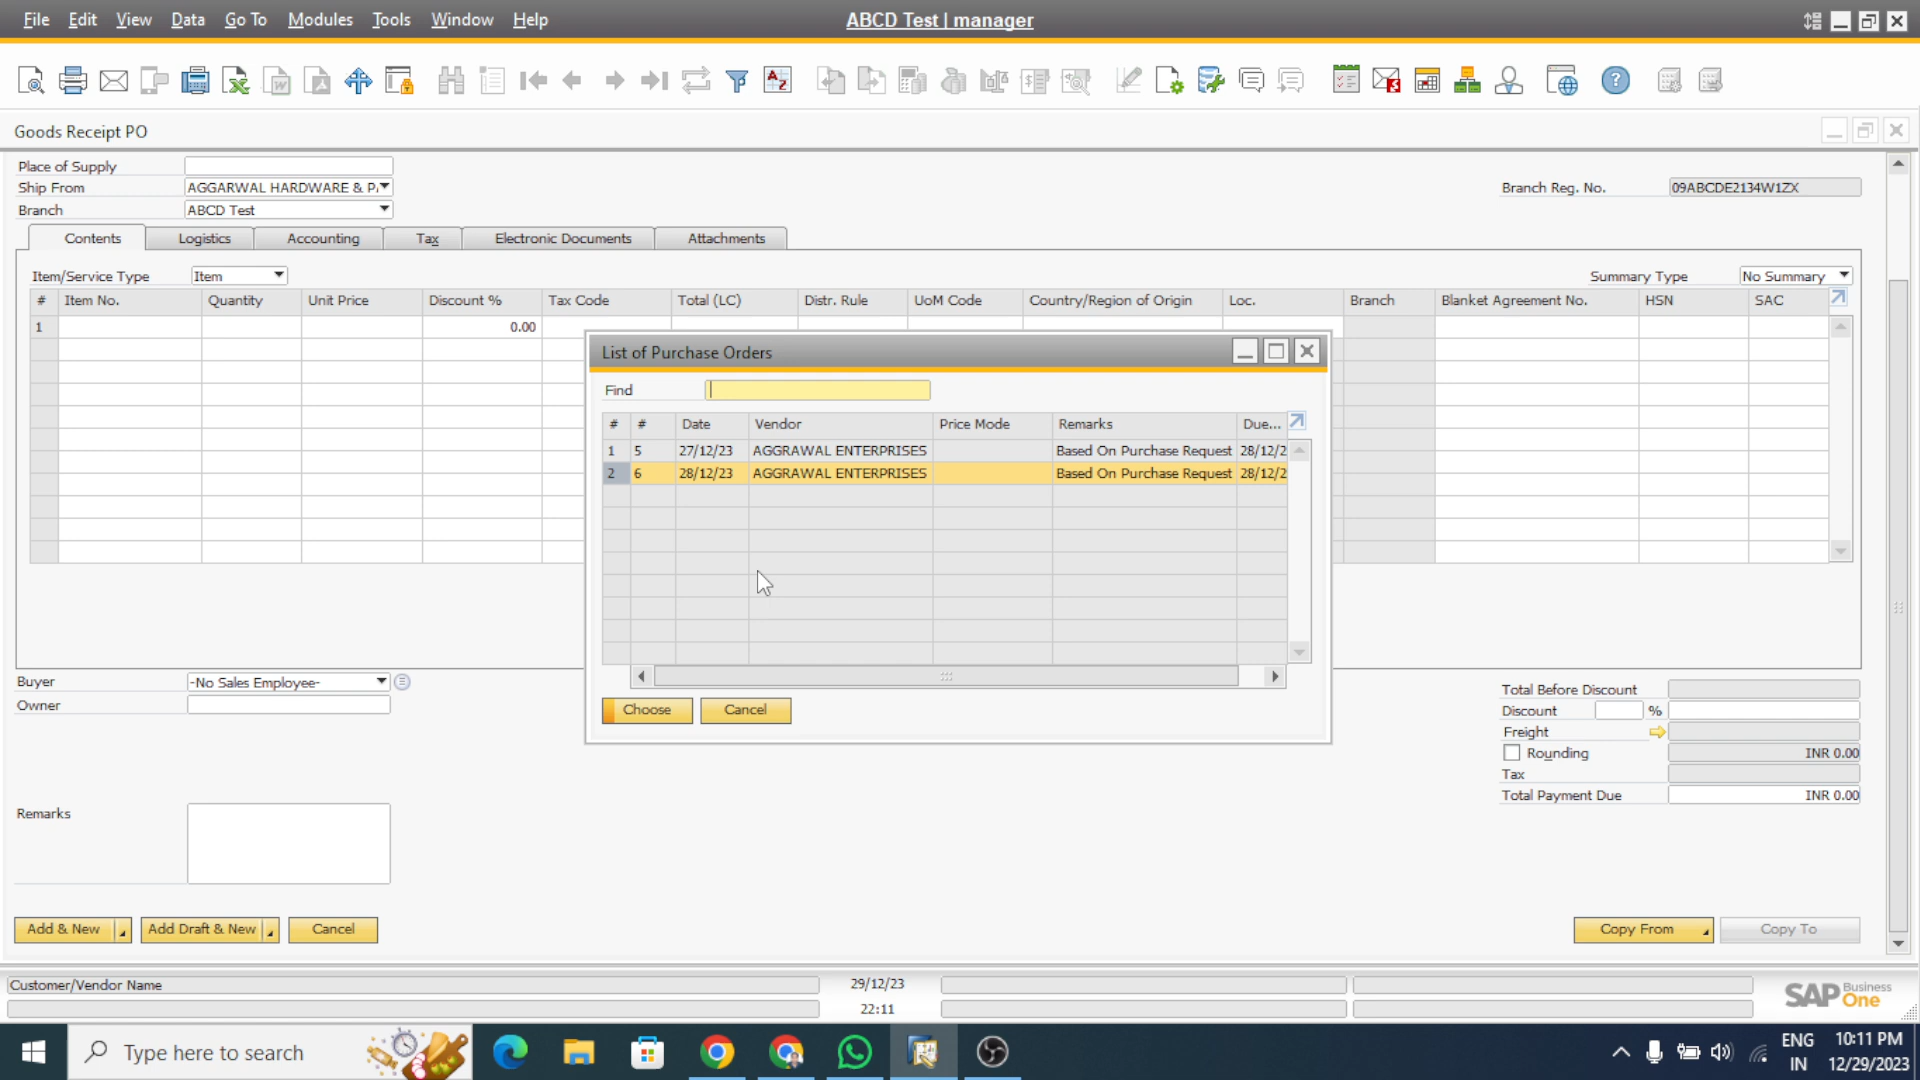 File Edit View Data Go To Modules Tools Window Help
ABCD Test | manager
Goods Receipt PO
Place of Supply
Ship From AGGARWAL HARDWARE & P
Branch Reg. No. 09ABCDE2134W1ZX
Branch ABCD Test
Contents Logistics Accounting Tax Electronic Documents Attachments
Item/Service Type Item
Summary Type No Summary
# Item No. Quantity Unit Price Discount % Tax Code Total (LC) Distr. Rule UoM Code Country/Region of Origin Loc. Branch Blanket Agreement No. HSN SAC
1 0.00
List of Purchase Orders
Find
# # Date Vendor Price Mode Remarks Due...
1 5 27/12/23 AGGRAWAL ENTERPRISES Based On Purchase Request 28/12/2
2 6 28/12/23 AGGRAWAL ENTERPRISES Based On Purchase Request 28/12/2
Choose Cancel
Buyer -No Sales Employee-
Owner
Total Before Discount
Discount %
Freight
Rounding INR 0.00
Tax
Total Payment Due INR 0.00
Remarks
Add & New Add Draft & New Cancel
Copy From Copy To
Customer/Vendor Name
29/12/23
22:11
SAP Business One
Type here to search
ENG
IN
10:11 PM
12/29/2023